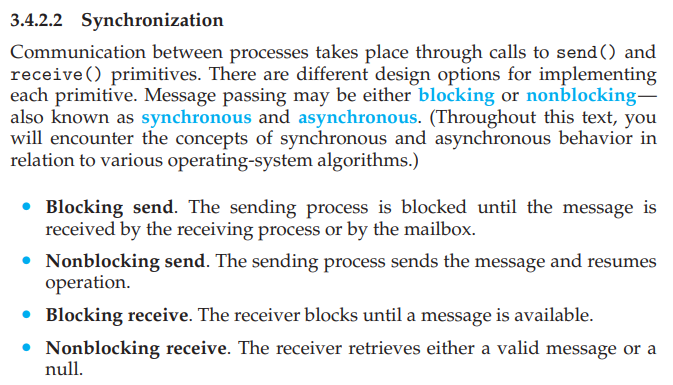 3.4.2.2 Synchronization
Communication between processes takes place through calls to send() and
receive() primitives. There are different design options for implementing
each primitive. Message passing may be either blocking or nonblocking—
also known as synchronous and asynchronous. (Throughout this text, you
will encounter the concepts of synchronous and asynchronous behavior in
relation to various operating-system algorithms.)
• Blocking send. The sending process is blocked until the message is
received by the receiving process or by the mailbox.
• Nonblocking send. The sending process sends the message and resumes
operation.
• Blocking receive. The receiver blocks until a message is available.
• Nonblocking receive. The receiver retrieves either a valid message or a
null.